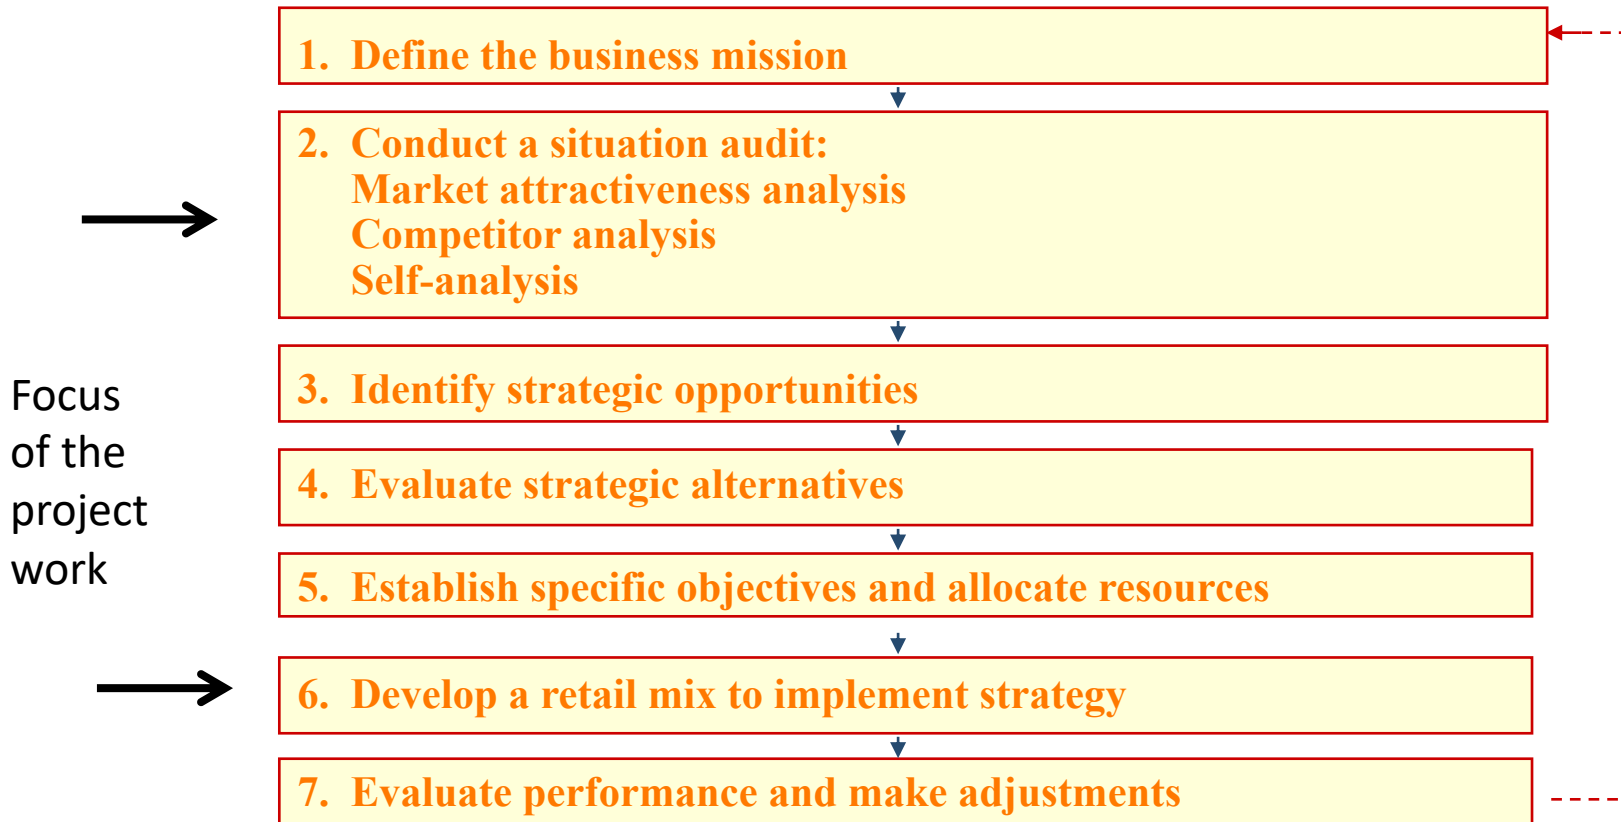 1. Define the business mission
2. Conduct a situation audit:
Market attractiveness analysis
Competitor analysis
Self-analysis
3. Identify strategic opportunities
Focus
of the
project
work
4. Evaluate strategic alternatives
5. Establish specific objectives and allocate resources
6. Develop a retail mix to implement strategy
7. Evaluate performance and make adjustments